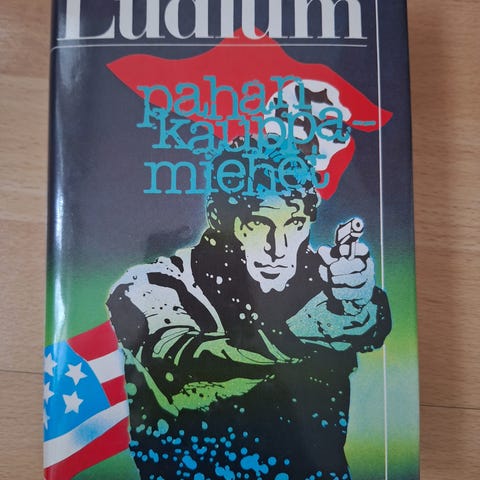 Ludlum
pahan
kauppa-
miehet